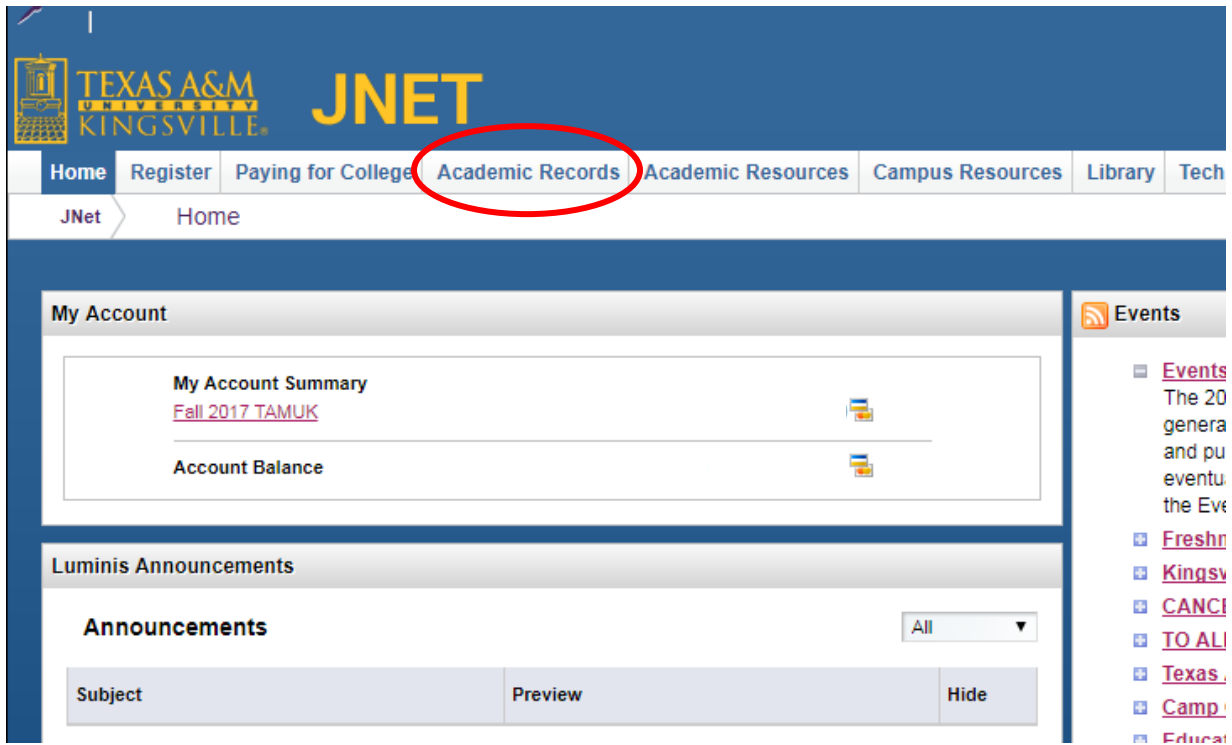 TEXAS A&M
UNIVERSITY
KINGSVILLE®
JNET
Home Register Paying for College Academic Records Academic Resources Campus Resources Library Tech
JNet Home
My Account
My Account Summary
Fall 2017 TAMUK
Account Balance
Luminis Announcements
Announcements
All
Subject Preview Hide
Events
Events
The 20
genera
and pu
eventu
the Eve
Freshn
Kingsv
CANCE
TO ALL
Texas
Camp
Educat